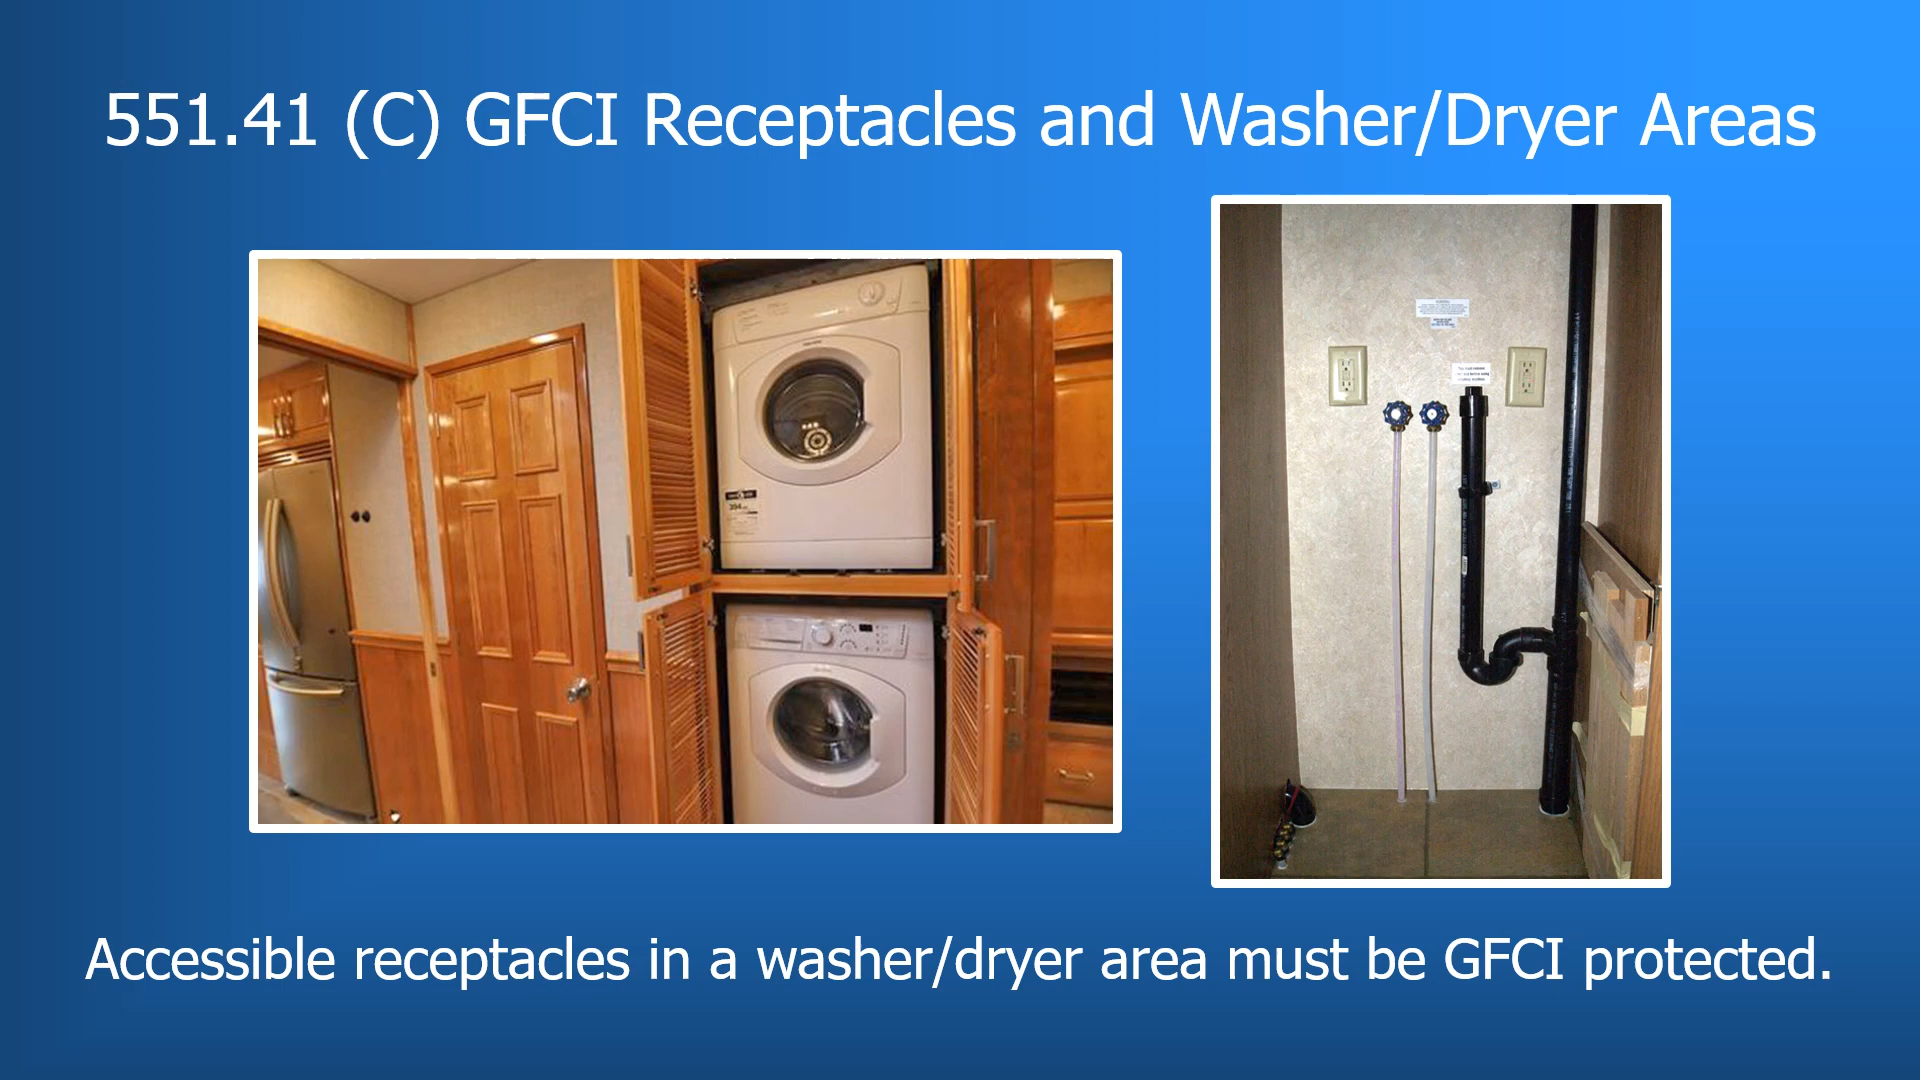 551.41 (C) GFCI Receptacles and Washer/Dryer Areas
Accessible receptacles in a washer/dryer area must be GFCI protected.